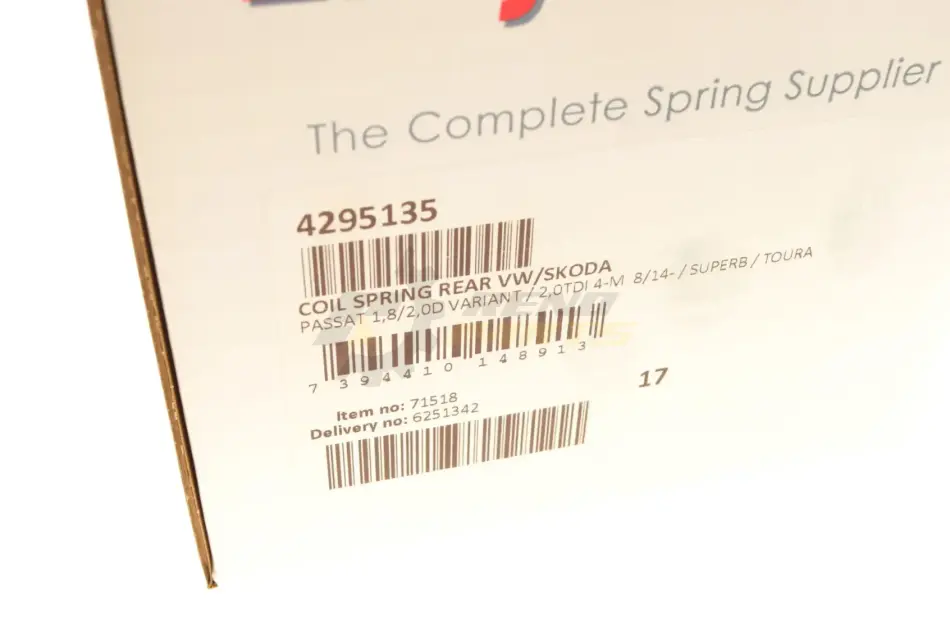 The Complete Spring Supplier
4295135
COIL SPRING REAR VW/SKODA
PASSAT 1,8/2,0D VARIANT / 2,0TDI 4-M 8/14- / SUPERB / TOURA
7 394410 148913
17
Item no: 71518
Delivery no: 6251342